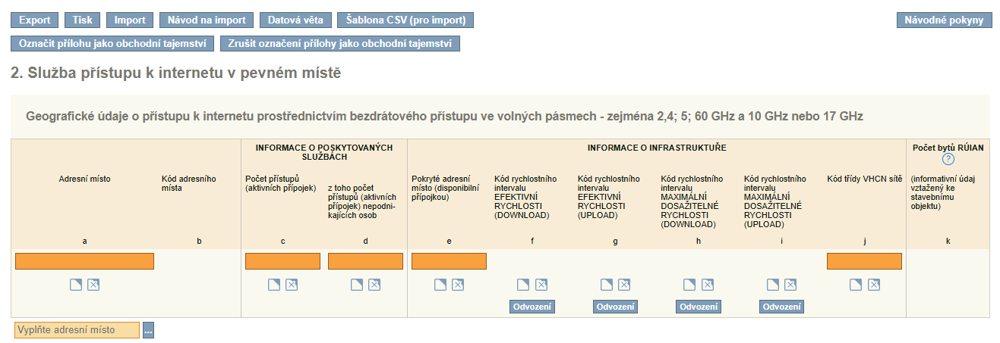 Export Tisk Import Návod na import Datová věta Šablona CSV (pro import) Návodné pokyny
Označit přílohu jako obchodní tajemství Zrušit označení přílohy jako obchodní tajemství
2. Služba přístupu k internetu v pevném místě
Geografické údaje o přístupu k internetu prostřednictvím bezdrátového přístupu ve volných pásmech - zejména 2,4; 5; 60 GHz a 10 GHz nebo 17 GHz
INFORMACE O POSKYTOVANÝCH
SLUŽBÁCH
INFORMACE O INFRASTRUKTUŘE
Počet bytů RÚIAN
?
Adresní místo
Kód adresního
místa
Počet přístupů
(aktivních přípojek)
z toho počet
přístupů (aktivních
přípojek) nepodni-
kajících osob
Pokryté adresní
místo (disponibilní
přípojkou)
Kód rychlostního
intervalu
EFEKTIVNÍ
RYCHLOSTI
(DOWNLOAD)
Kód rychlostního
intervalu
EFEKTIVNÍ
RYCHLOSTI
(UPLOAD)
Kód rychlostního
intervalu
MAXIMÁLNÍ
DOSAŽITELNÉ
RYCHLOSTI
(DOWNLOAD)
Kód rychlostního
intervalu
MAXIMÁLNÍ
DOSAŽITELNÉ
RYCHLOSTI
(UPLOAD)
Kód třídy VHCN sítě
(informativní údaj
vztažený ke
stavebnímu
objektu)
a b c d e f g h i j k
Odvození Odvození Odvození Odvození
Vyplňte adresní místo ...